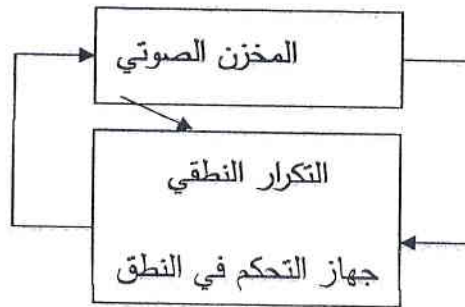 المخزن الصوتي
التكرار النطقي
جهاز التحكم في النطق